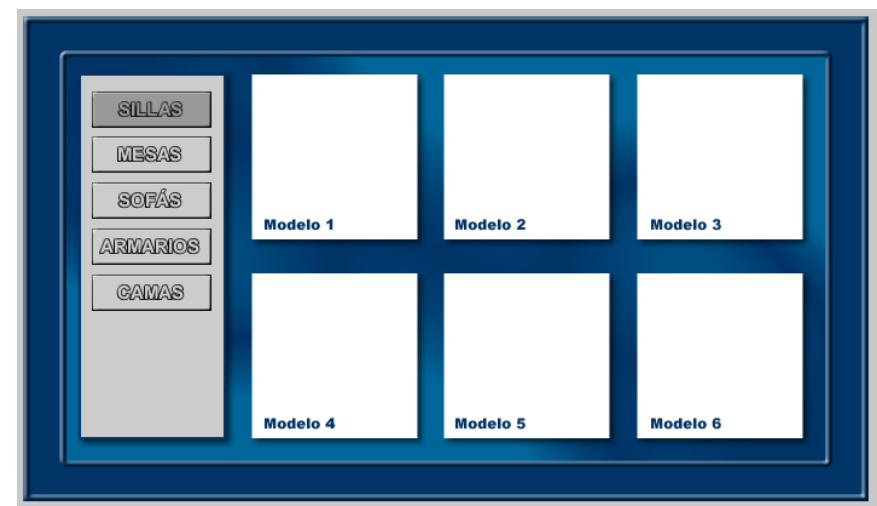 SILLAS
MESAS
SOFÁS
ARMARIOS
CAMAS
Modelo 1
Modelo 2
Modelo 3
Modelo 4
Modelo 5
Modelo 6